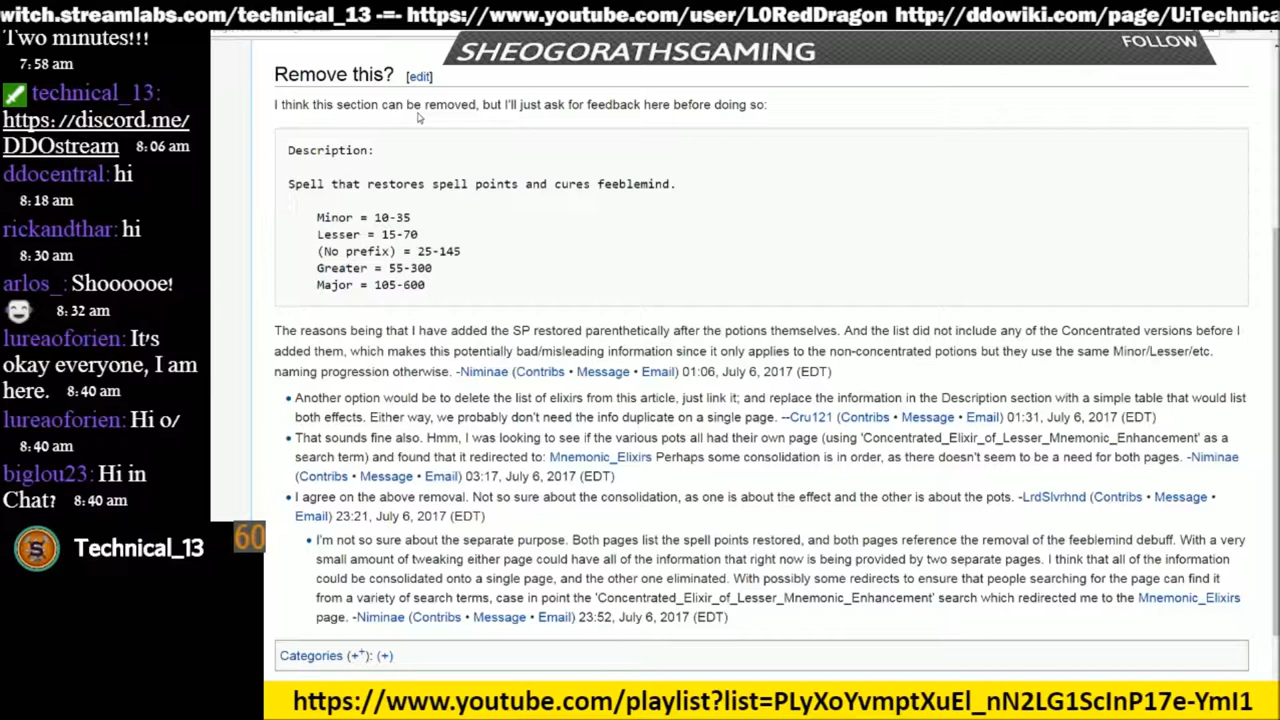 witch.streamlabs.com/technical_13 -=- https://www.youtube.com/user/L0RedDragon http://ddowiki.com/page/U:Technica
Two minutes!!!
7:58 am
technical_13:
https://discord.me/
DDOstream 8:06 am
ddocentral: hi
8:18 am
rickandthar: hi
8:30 am
arlos_: Shoooooe!
8:32 am
lureaoforien: It's
okay everyone, I am
here. 8:40 am
lureaoforien: Hi o/
8:40 am
biglou23: Hi in
Chat? 8:40 am
Technical_13
60
SHEOGORATHSGAMING
FOLLOW
Remove this? [edit]
I think this section can be removed, but I'll just ask for feedback here before doing so:
Description:
Spell that restores spell points and cures feeblemind.
Minor = 10-35
Lesser = 15-70
(No prefix) = 25-145
Greater = 55-300
Major = 105-600
The reasons being that I have added the SP restored parenthetically after the potions themselves. And the list did not include any of the Concentrated versions before I
added them, which makes this potentially bad/misleading information since it only applies to the non-concentrated potions but they use the same Minor/Lesser/etc.
naming progression otherwise. -Niminae (Contribs • Message • Email) 01:06, July 6, 2017 (EDT)
• Another option would be to delete the list of elixirs from this article, just link it; and replace the information in the Description section with a simple table that would list
both effects. Either way, we probably don't need the info duplicate on a single page. --Cru121 (Contribs • Message • Email) 01:31, July 6, 2017 (EDT)
• That sounds fine also. Hmm, I was looking to see if the various pots all had their own page (using 'Concentrated_Elixir_of_Lesser_Mnemonic_Enhancement' as a
search term) and found that it redirected to: Mnemonic_Elixirs Perhaps some consolidation is in order, as there doesn't seem to be a need for both pages. -Niminae
(Contribs • Message • Email) 03:17, July 6, 2017 (EDT)
• I agree on the above removal. Not so sure about the consolidation, as one is about the effect and the other is about the pots. -LrdSlvrhnd (Contribs • Message •
Email) 23:21, July 6, 2017 (EDT)
• I'm not so sure about the separate purpose. Both pages list the spell points restored, and both pages reference the removal of the feeblemind debuff. With a very
small amount of tweaking either page could have all of the information that right now is being provided by two separate pages. I think that all of the information
could be consolidated onto a single page, and the other one eliminated. With possibly some redirects to ensure that people searching for the page can find it
from a variety of search terms, case in point the 'Concentrated_Elixir_of_Lesser_Mnemonic_Enhancement' search which redirected me to the Mnemonic_Elixirs
page. -Niminae (Contribs • Message • Email) 23:52, July 6, 2017 (EDT)
Categories (++): (+)
https://www.youtube.com/playlist?list=PLyXoYvmptXuEl_nN2LG1ScInP17e-YmI1